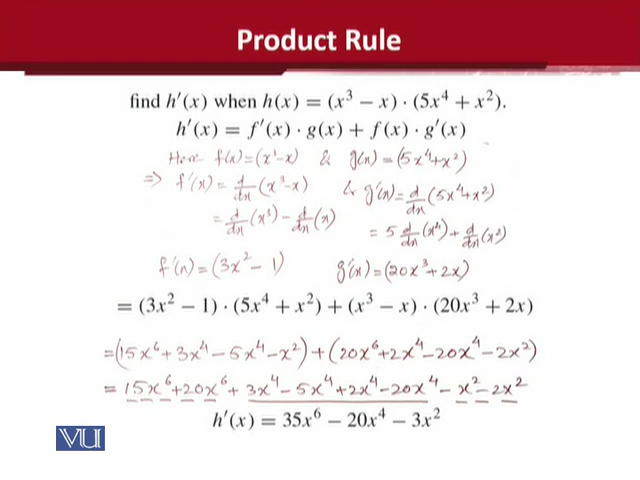 Product Rule
find h′(x) when h(x) = (x³ − x) · (5x⁴ + x²).
h′(x) = f′(x) · g(x) + f(x) · g′(x)
Here f(x) = (x³−x) & g(x) = (5x⁴+x²)
⇒ f′(x) = d/dx (x³−x) & g′(x) = d/dx (5x⁴+x²)
= d/dx (x³) − d/dx (x) = 5 d/dx (x⁴) + d/dx (x²)
f′(x) = (3x² − 1) g′(x) = (20x³ + 2x)
= (3x² − 1) · (5x⁴ + x²) + (x³ − x) · (20x³ + 2x)
= (15x⁶ + 3x⁴ − 5x⁴ − x²) + (20x⁶ + 2x⁴ − 20x⁴ − 2x²)
= 15x⁶ + 20x⁶ + 3x⁴ − 5x⁴ + 2x⁴ − 20x⁴ − x² − 2x²
h′(x) = 35x⁶ − 20x⁴ − 3x²
VU